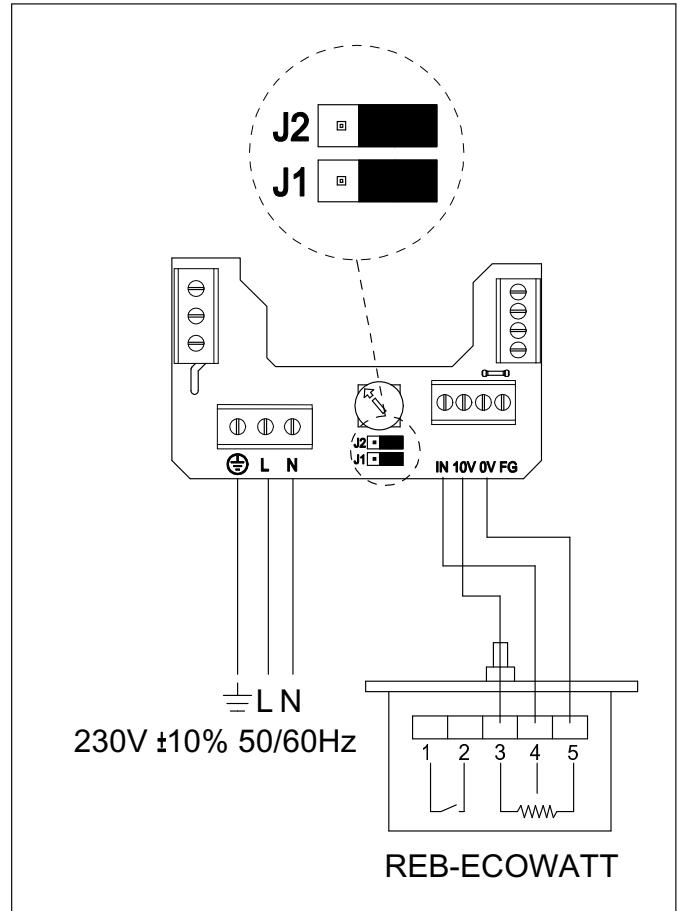 J2
J1
J2
J1
L N
IN 10V 0V FG
L N
230V ±10% 50/60Hz
1 2 3 4 5
REB-ECOWATT